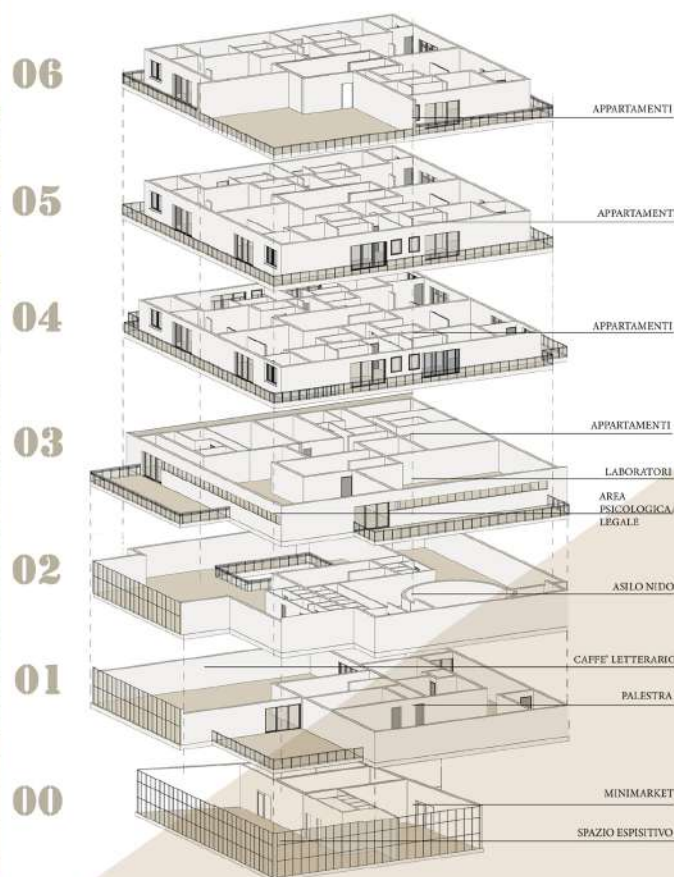 06
APPARTAMENTI
05
APPARTAMENT
04
APPARTAMENTI
03
APPARTAMENTI
LABORATORI
AREA
PSICOLOGICA/
LEGALE
02
ASILO NIDO
01
CAFFE' LETTERARIO
PALESTRA
00
MINIMARKET
SPAZIO ESPISITIVO